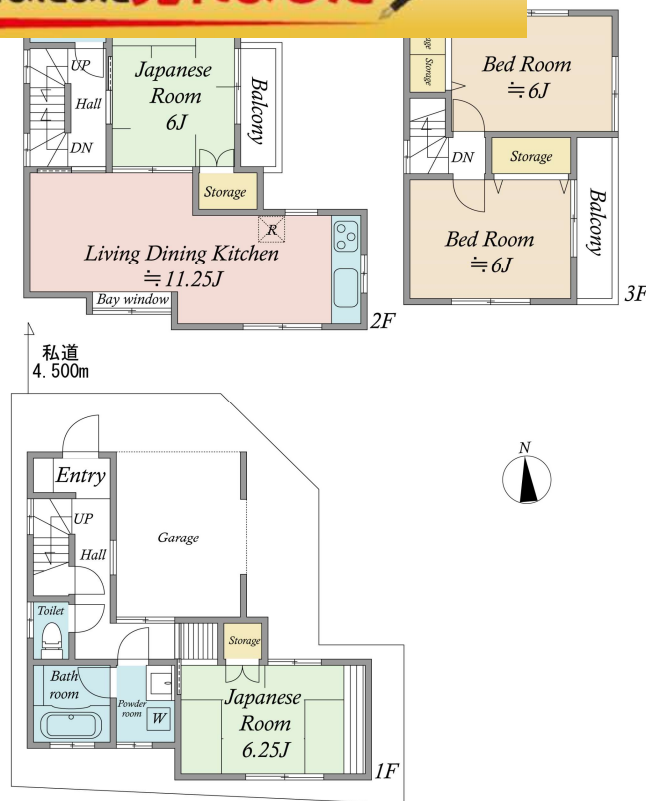 UP
Hall
DN
Japanese
Room
6J
Balcony
Storage
R
Living Dining Kitchen
≒11.25J
Bay window
2F
Storage
Bed Room
≒6J
DN
Storage
Bed Room
≒6J
Balcony
3F
私道
4.500m
N
Entry
UP
Hall
Garage
Toilet
Storage
Bath
room
Powder
room
W
Japanese
Room
6.25J
1F